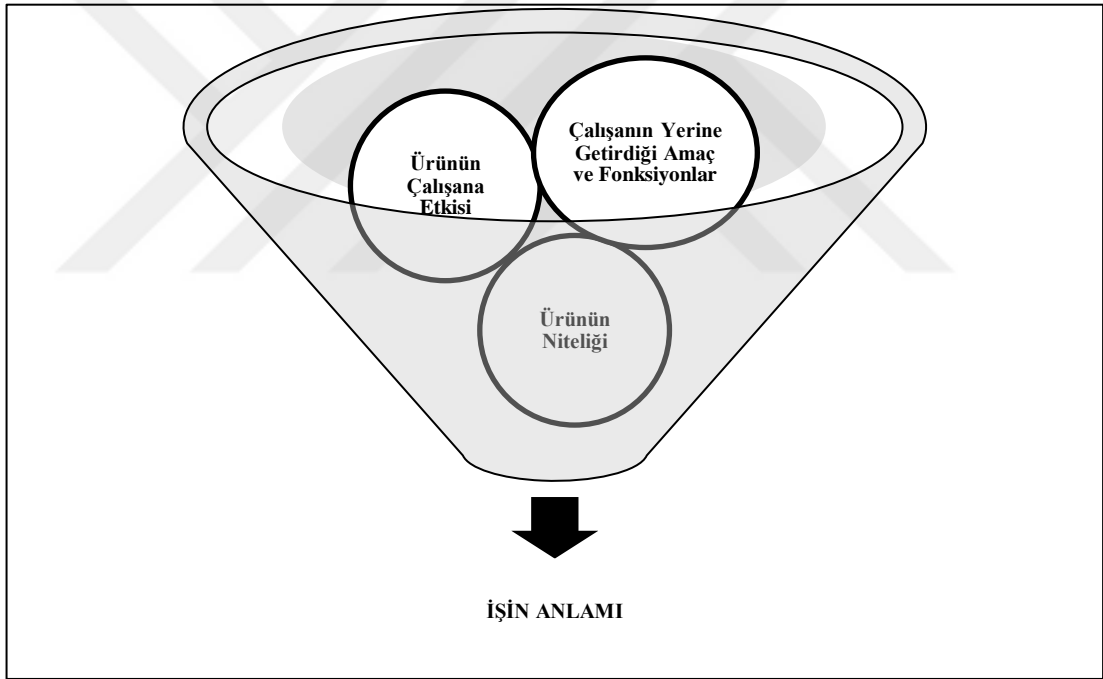 Ürünün
Çalışana
Etkisi
Çalışanın Yerine
Getirdiği Amaç
ve Fonksiyonlar
Ürünün
Niteliği
İŞİN ANLAMI